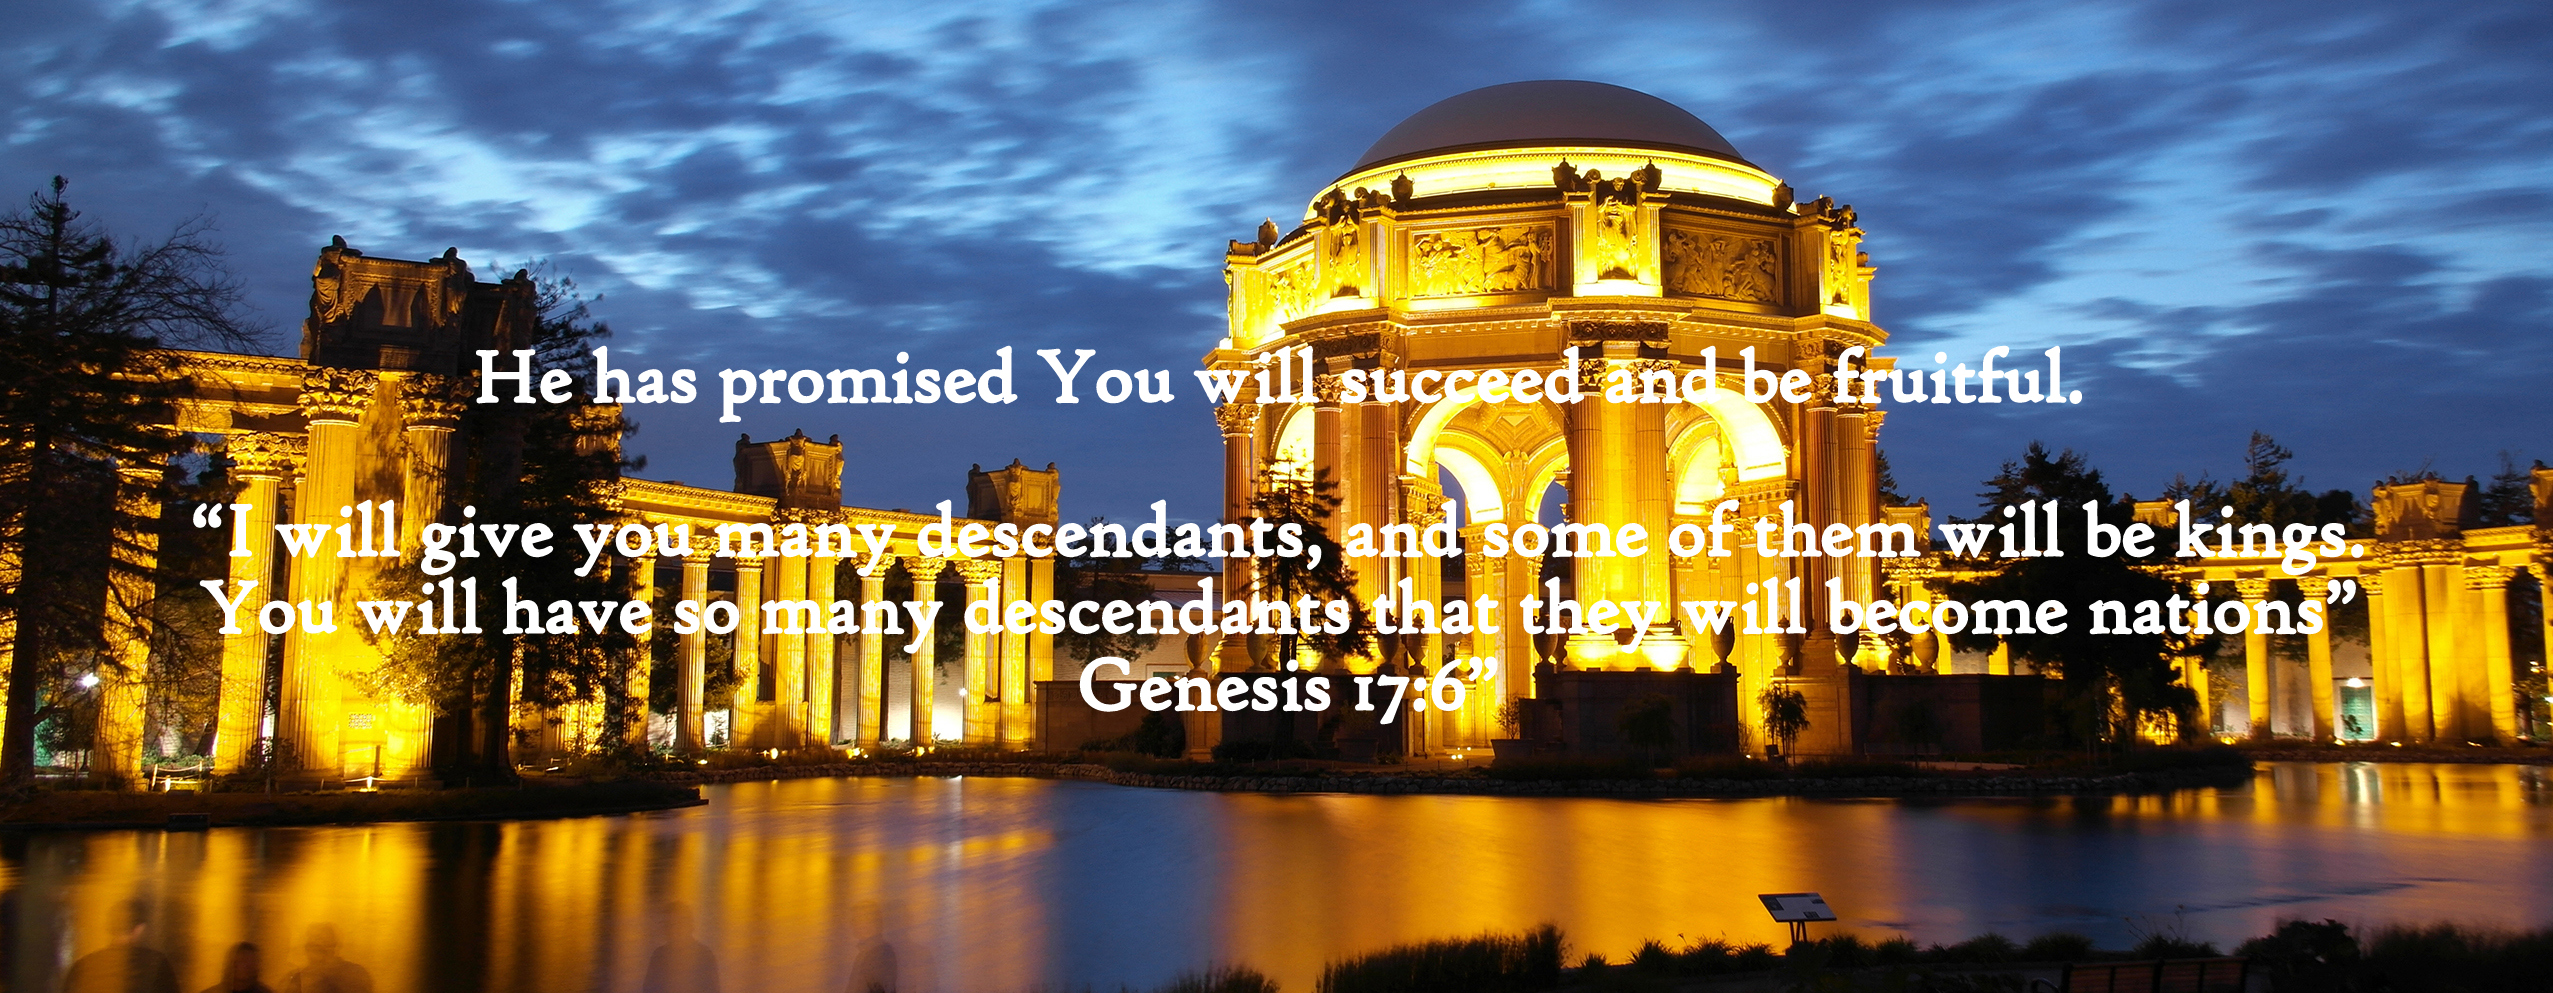 He has promised You will succeed and be fruitful.
“I will give you many descendants, and some of them will be kings.
You will have so many descendants that they will become nations”
Genesis 17:6”